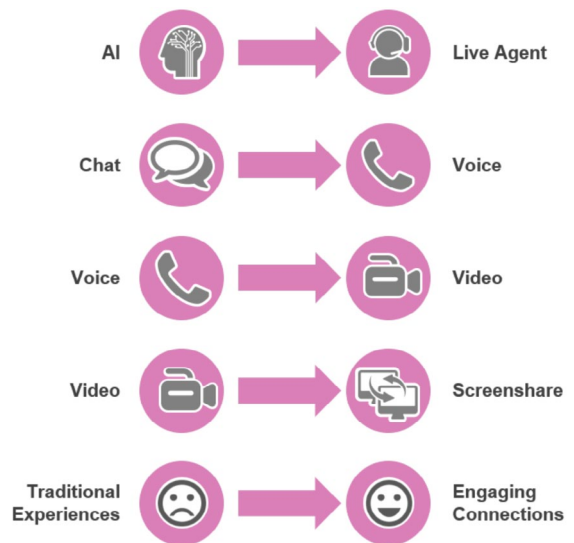 AI
Live Agent
Chat
Voice
Voice
Video
Video
Screenshare
Traditional
Experiences
Engaging
Connections